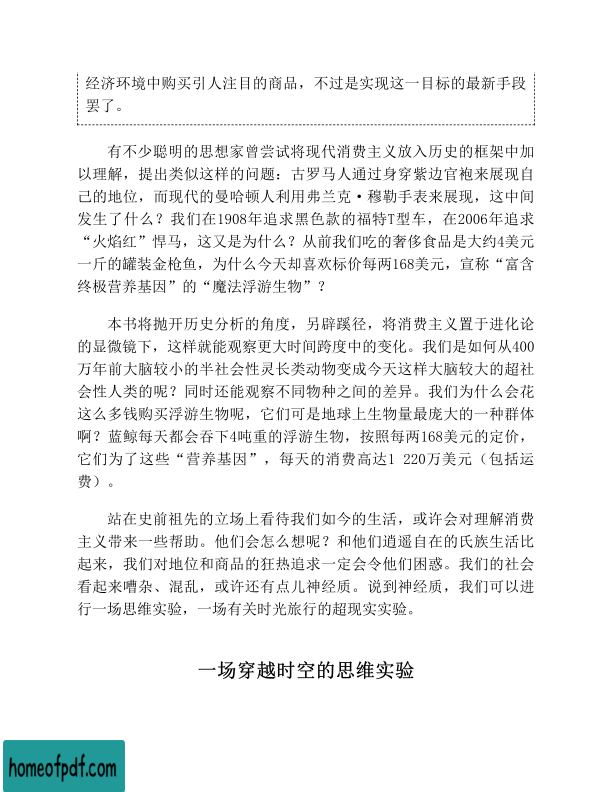 经济环境中购买引人注目的商品，不过是实现这一目标的最新手段
罢了。
有不少聪明的思想家曾尝试将现代消费主义放入历史的框架中加
以理解，提出类似这样的问题：古罗马人通过身穿紫边官袍来展现自
己的地位，而现代的曼哈顿人利用弗兰克·穆勒手表来展现，这中间
发生了什么？我们在1908年追求黑色款的福特T型车，在2006年追求
“火焰红”悍马，这又是为什么？从前我们吃的奢侈食品是大约4美元
一斤的罐装金枪鱼，为什么今天却喜欢标价每两168美元，宣称“富含
终极营养基因”的“魔法浮游生物”？
本书将抛开历史分析的角度，另辟蹊径，将消费主义置于进化论
的显微镜下，这样就能观察更大时间跨度中的变化。我们是如何从400
万年前大脑较小的半社会性灵长类动物变成今天这样大脑较大的超社
会性人类的呢？同时还能观察不同物种之间的差异。我们为什么会花
这么多钱购买浮游生物呢，它们可是地球上生物量最庞大的一种群体
啊？蓝鲸每天都会吞下4吨重的浮游生物，按照每两168美元的定价，
它们为了这些“营养基因”，每天的消费高达1 220万美元（包括运
费）。
站在史前祖先的立场上看待我们如今的生活，或许会对理解消费
主义带来一些帮助。他们会怎么想呢？和他们逍遥自在的氏族生活比
起来，我们对地位和商品的狂热追求一定会令他们困惑。我们的社会
看起来嘈杂、混乱，或许还有点儿神经质。说到神经质，我们可以进
行一场思维实验，一场有关时光旅行的超现实实验。
一场穿越时空的思维实验
homeofpdf.com